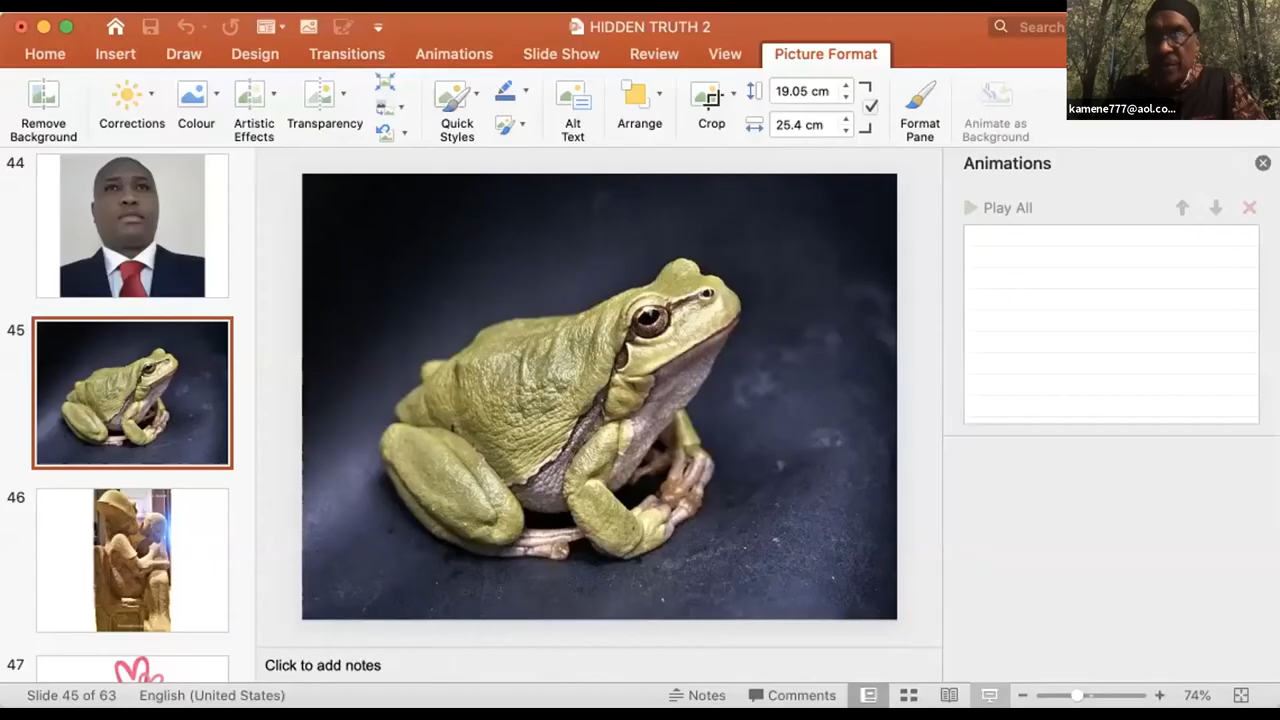 HIDDEN TRUTH 2
Search
Home Insert Draw Design Transitions Animations Slide Show Review View Picture Format
Remove Background
Corrections
Colour
Artistic Effects
Transparency
Quick Styles
Alt Text
Arrange
Crop
19.05 cm
25.4 cm
Format Pane
Animate as Background
kamene777@aol.co...
44
45
46
47
Animations
Play All
Click to add notes
Slide 45 of 63 English (United States) Notes Comments 74%